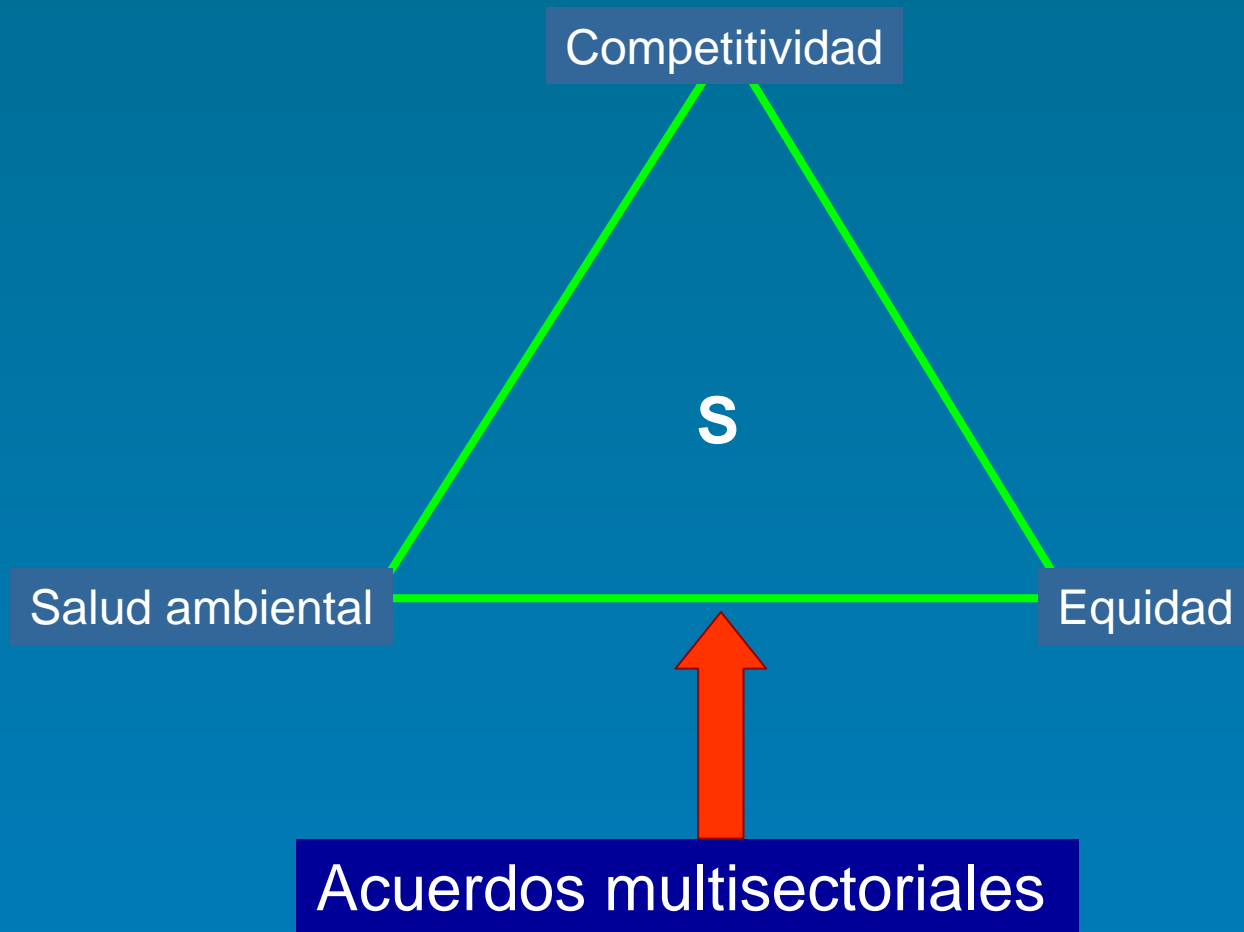 Competitividad
S
Salud ambiental
Equidad
Acuerdos multisectoriales